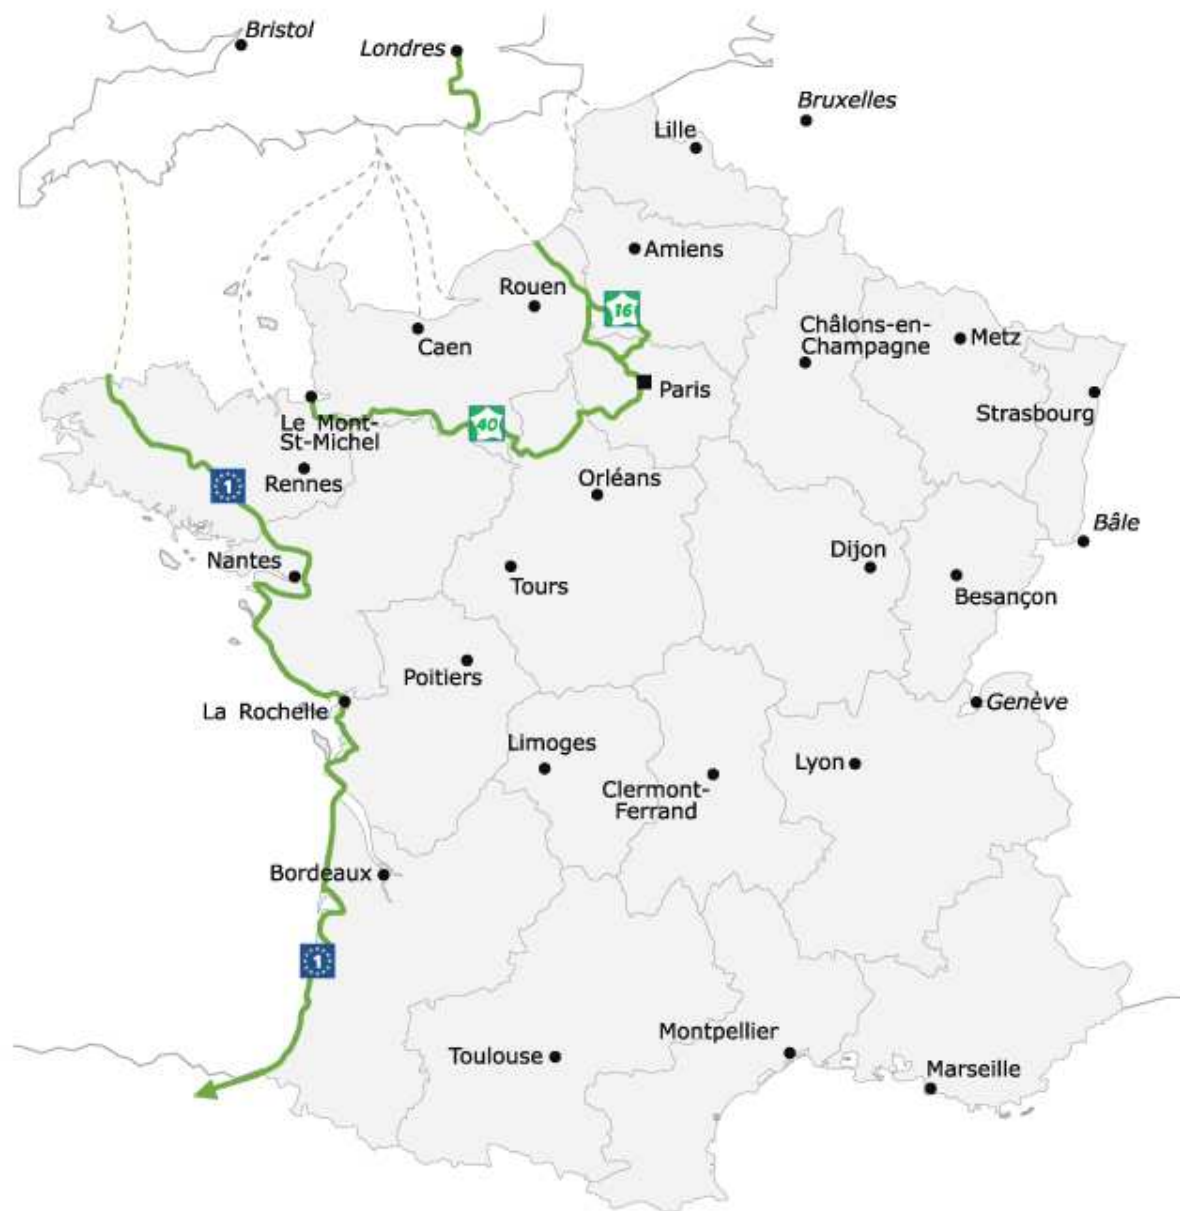 Bristol
Londres
Bruxelles
Lille
Amiens
Rouen
16
Caen
Châlons-en-
Champagne
Metz
Paris
Strasbourg
Le Mont-
St-Michel
40
Rennes
1
Orléans
Bâle
Nantes
Tours
Dijon
Besançon
Poitiers
La Rochelle
Genève
Limoges
Lyon
Clermont-
Ferrand
Bordeaux
1
Montpellier
Toulouse
Marseille